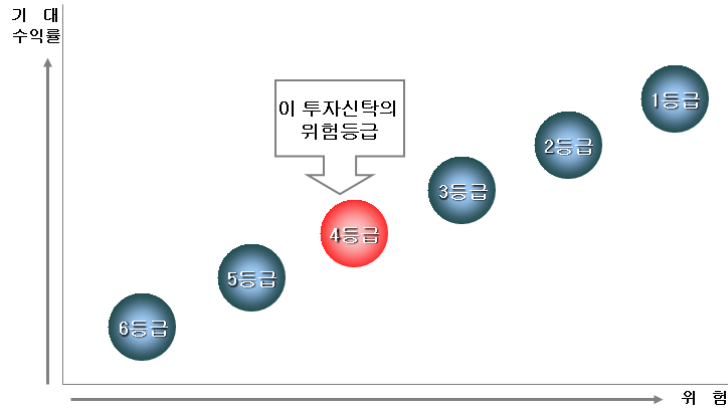 기 대
수익률
이 투자신탁의
위험등급
1등급
2등급
3등급
4등급
5등급
6등급
위 험